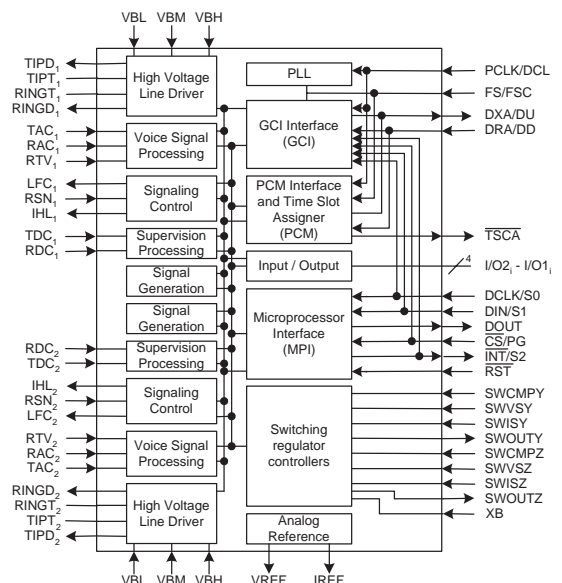 VBL VBM VBH
TIPD1
TIPT1
RINGT1
RINGD1
High Voltage
Line Driver
TAC1
RAC1
RTV1
Voice Signal
Processing
LFC1
RSN1
IHL1
Signaling
Control
TDC1
RDC1
Supervision
Processing
Signal
Generation
Signal
Generation
RDC2
TDC2
Supervision
Processing
IHL2
RSN2
LFC2
Signaling
Control
RTV2
RAC2
TAC2
Voice Signal
Processing
RINGD2
RINGT2
TIPT2
TIPD2
High Voltage
Line Driver
VBL VBM VBH
PLL
GCI Interface
(GCI)
PCM Interface
and Time Slot
Assigner
(PCM)
Input / Output
Microprocessor
Interface
(MPI)
Switching
regulator
controllers
Analog
Reference
VREF IREF
PCLK/DCL
FS/FSC
DXA/DU
DRA/DD
TSCA
4
I/O2i - I/O1i
DCLK/S0
DIN/S1
DOUT
CS/PG
INT/S2
RST
SWCMPY
SWVSY
SWISY
SWOUTY
SWCMPZ
SWVSZ
SWISZ
SWOUTZ
XB